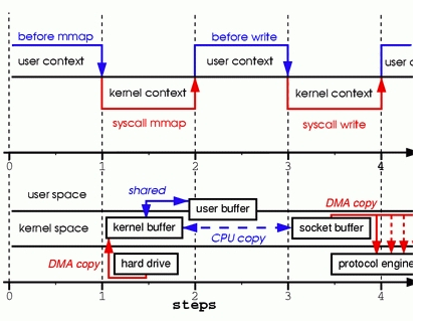 before mmap
before write
user context
user context
user c
kernel context
kernel context
syscall mmap
syscall write
0
1
2
3
4
user space
shared
user buffer
DMA copy
kernel space
kernel buffer
CPU copy
socket buffer
DMA copy
hard drive
protocol engine
0
1
2
3
4
steps